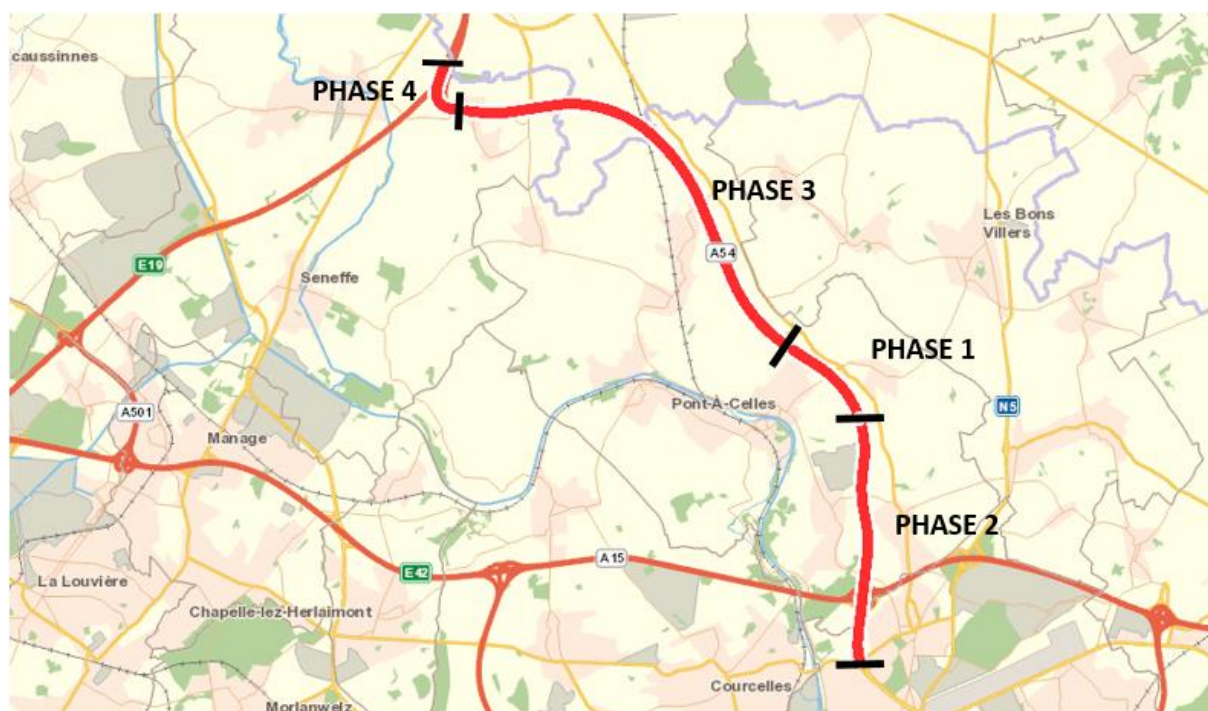 caussinnes
PHASE 4
PHASE 3
Les Bons
Villers
A54
E19
Seneffe
PHASE 1
Pont-À-Celles
N5
A501
Manage
PHASE 2
A15
E42
La Louvière
Chapelle-lez-Herlaimont
Courcelles
Morlanwelz